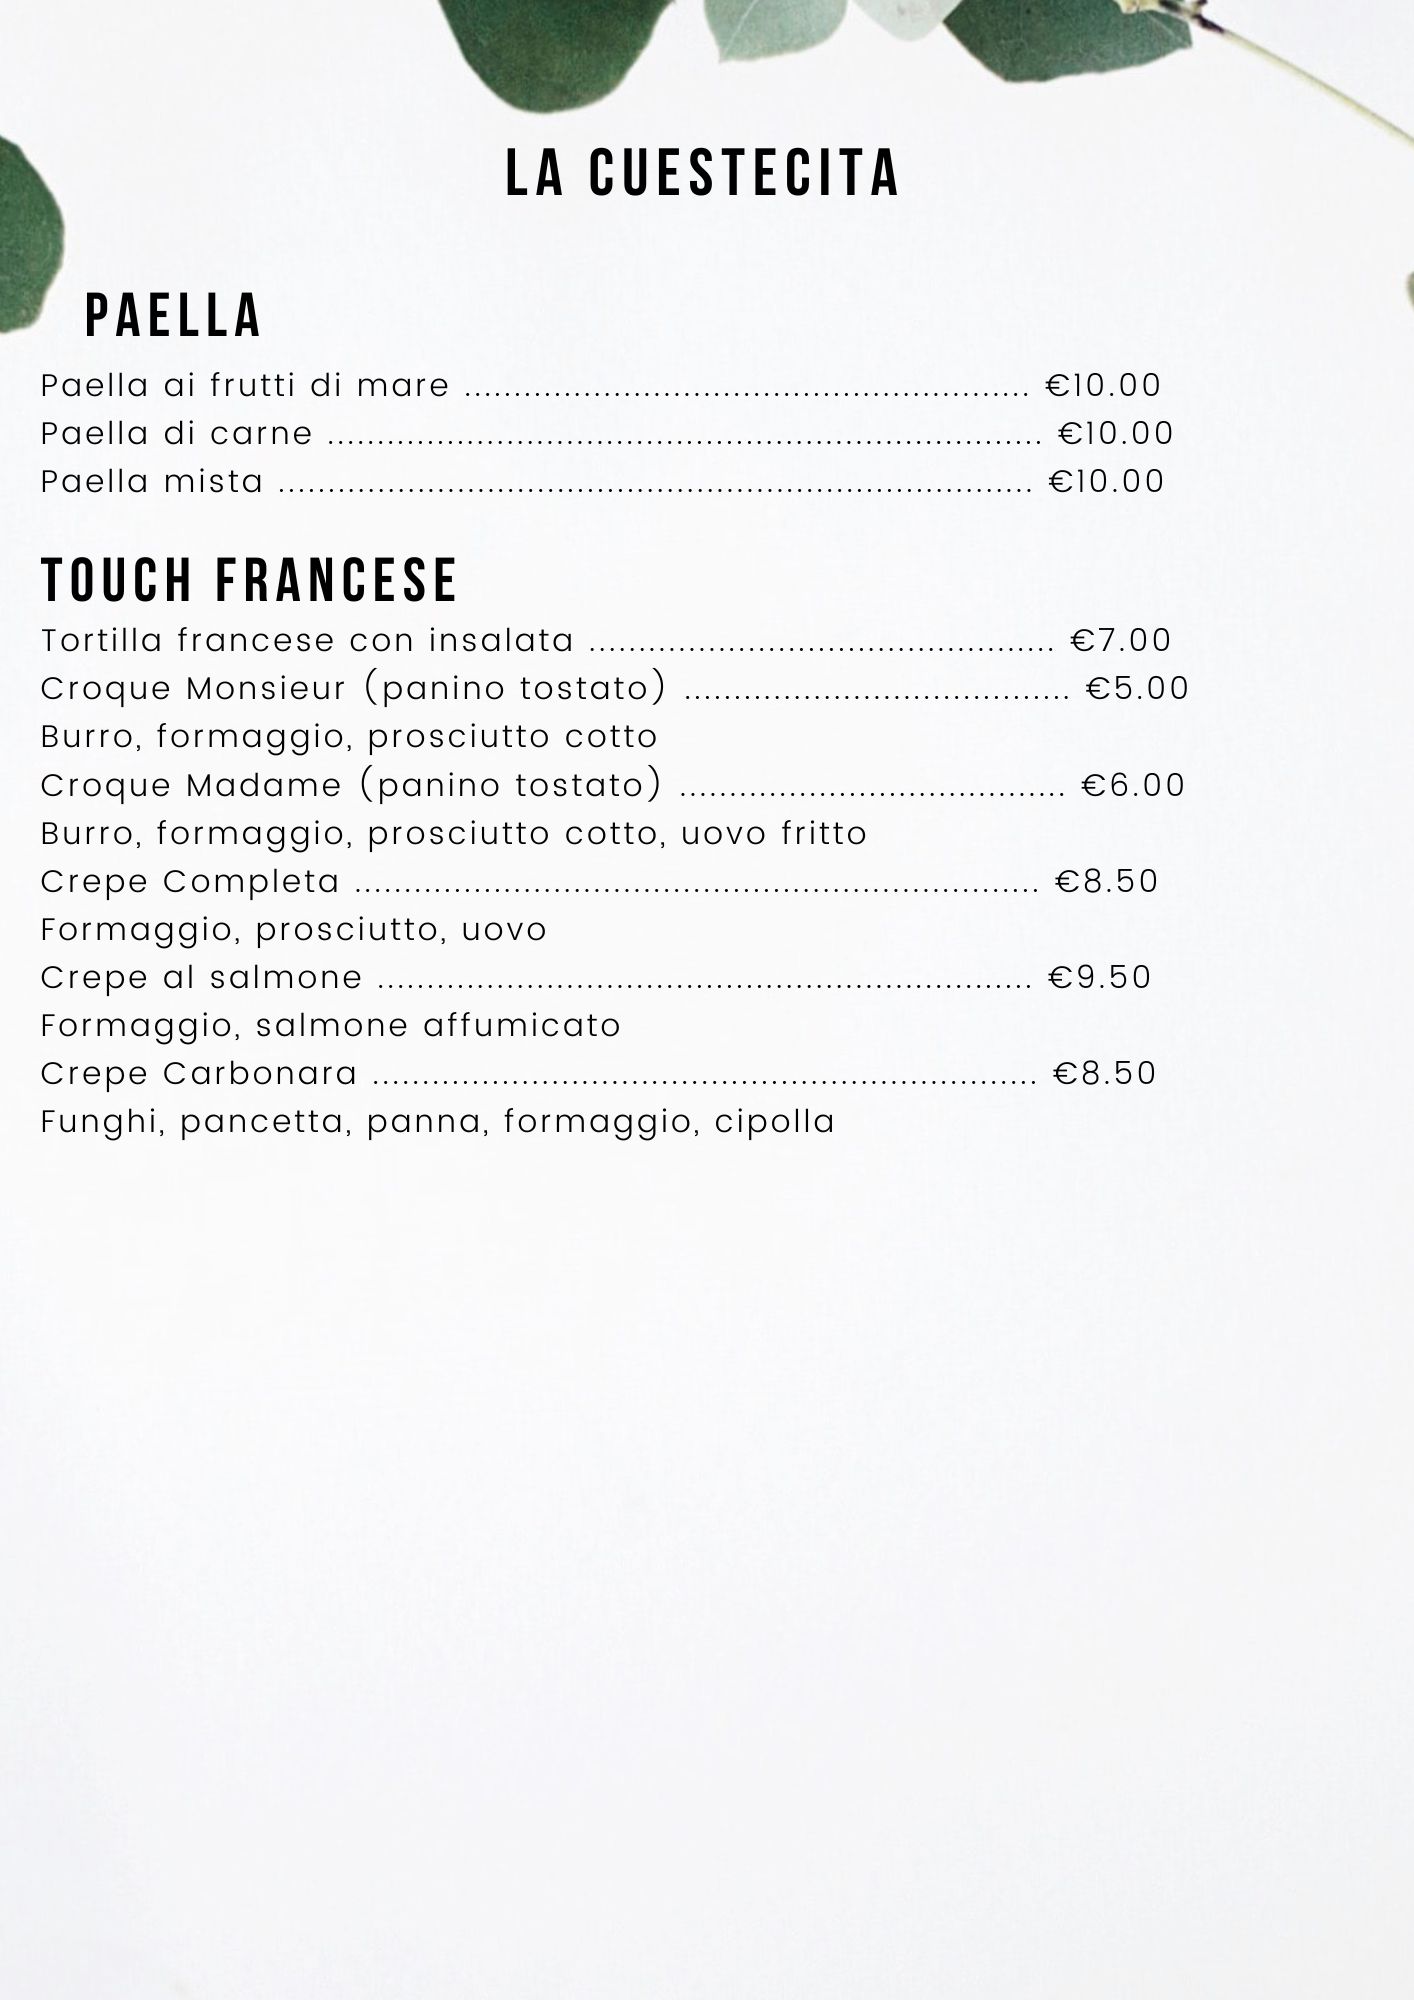 LA CUESTECITA
PAELLA
Paella ai frutti di mare ......................................................... €10.00
Paella di carne ........................................................................ €10.00
Paella mista ............................................................................ €10.00
TOUCH FRANCESE
Tortilla francese con insalata ............................................... €7.00
Croque Monsieur (panino tostato) ....................................... €5.00
Burro, formaggio, prosciutto cotto
Croque Madame (panino tostato) ....................................... €6.00
Burro, formaggio, prosciutto cotto, uovo fritto
Crepe Completa ..................................................................... €8.50
Formaggio, prosciutto, uovo
Crepe al salmone .................................................................. €9.50
Formaggio, salmone affumicato
Crepe Carbonara ................................................................... €8.50
Funghi, pancetta, panna, formaggio, cipolla